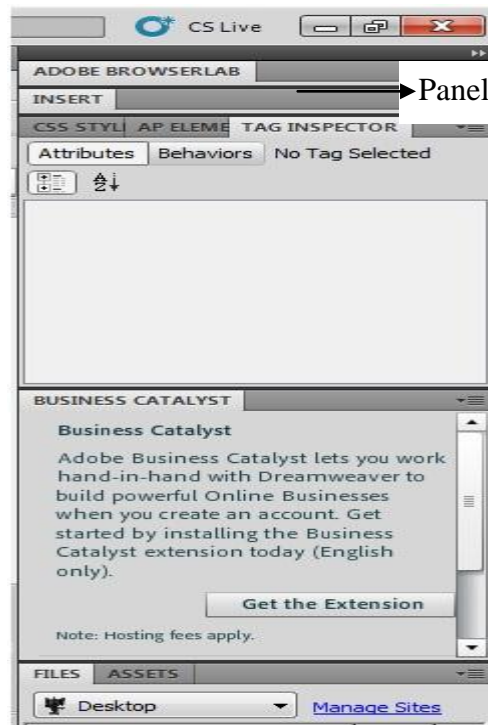 CS Live
ADOBE BROWSERLAB
INSERT
Panel
CSS STYL AP ELEME TAG INSPECTOR
Attributes Behaviors No Tag Selected
BUSINESS CATALYST
Business Catalyst
Adobe Business Catalyst lets you work
hand-in-hand with Dreamweaver to
build powerful Online Businesses
when you create an account. Get
started by installing the Business
Catalyst extension today (English
only).
Get the Extension
Note: Hosting fees apply.
FILES ASSETS
Desktop Manage Sites